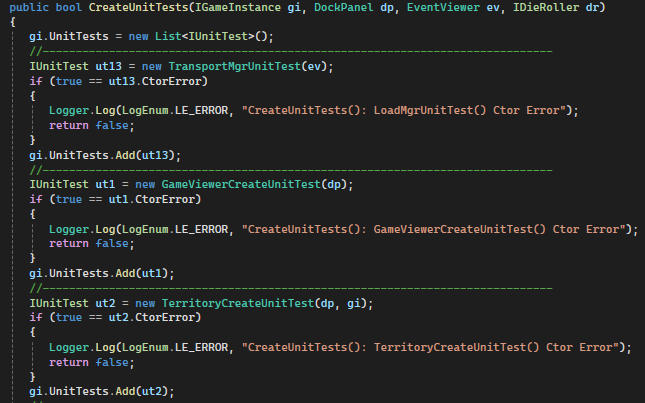 public bool CreateUnitTests(IGameInstance gi, DockPanel dp, EventViewer ev, IDieRoller dr)
{
gi.UnitTests = new List<IUnitTest>();
//------------------------------------------------------------------------------
IUnitTest ut13 = new TransportMgrUnitTest(ev);
if (true == ut13.CtorError)
{
Logger.Log(LogEnum.LE_ERROR, "CreateUnitTests(): LoadMgrUnitTest() Ctor Error");
return false;
}
gi.UnitTests.Add(ut13);
//------------------------------------------------------------------------------
IUnitTest ut1 = new GameViewerCreateUnitTest(dp);
if (true == ut1.CtorError)
{
Logger.Log(LogEnum.LE_ERROR, "CreateUnitTests(): GameViewerCreateUnitTest() Ctor Error");
return false;
}
gi.UnitTests.Add(ut1);
//------------------------------------------------------------------------------
IUnitTest ut2 = new TerritoryCreateUnitTest(dp, gi);
if (true == ut2.CtorError)
{
Logger.Log(LogEnum.LE_ERROR, "CreateUnitTests(): TerritoryCreateUnitTest() Ctor Error");
return false;
}
gi.UnitTests.Add(ut2);